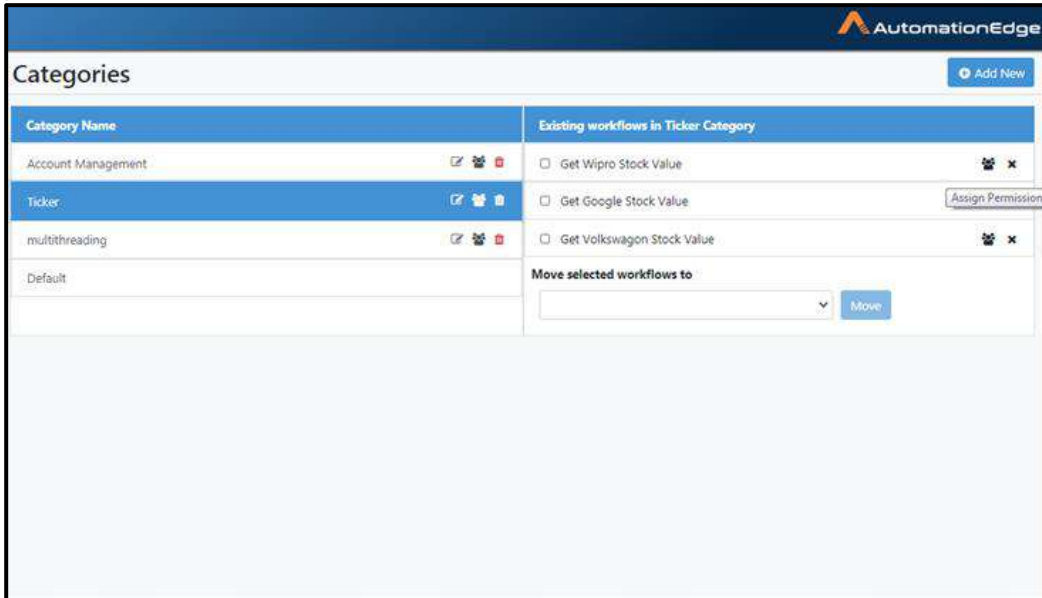 AutomationEdge
Categories
Add New
Category Name
Existing workflows in Ticker Category
Account Management
Get Wipro Stock Value
Ticker
Get Google Stock Value
Assign Permission
multithreading
Get Volkswagon Stock Value
Default
Move selected workflows to
Move